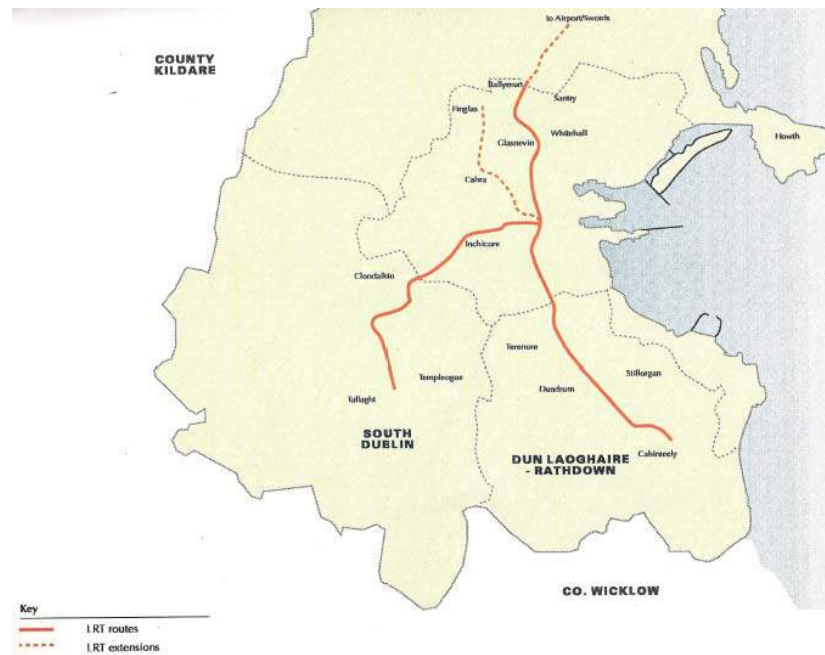 to Airport/Swords
COUNTY
KILDARE
Ballymun
Santry
Finglas
Whitehall
Howth
Glasnevin
Cabra
Inchicore
Clondalkin
Terenure
Stillorgan
Templeogue
Dundrum
Tallaght
SOUTH
DUBLIN
DUN LAOGHAIRE
- RATHDOWN
Cabinteely
CO. WICKLOW
Key
LRT routes
LRT extensions